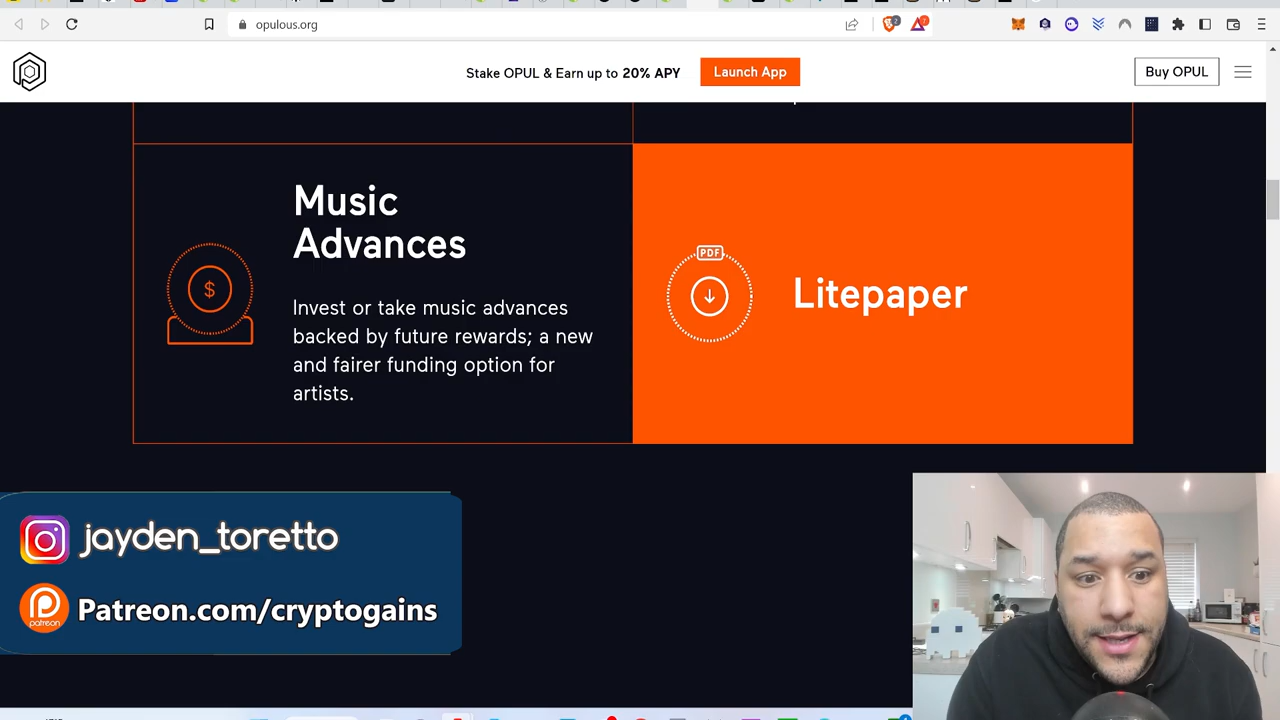 opulous.org
Stake OPUL & Earn up to 20% APY
Launch App
Buy OPUL
Music
Advances
Invest or take music advances
backed by future rewards; a new
and fairer funding option for
artists.
PDF
Litepaper
jayden_toretto
patreon
Patreon.com/cryptogains